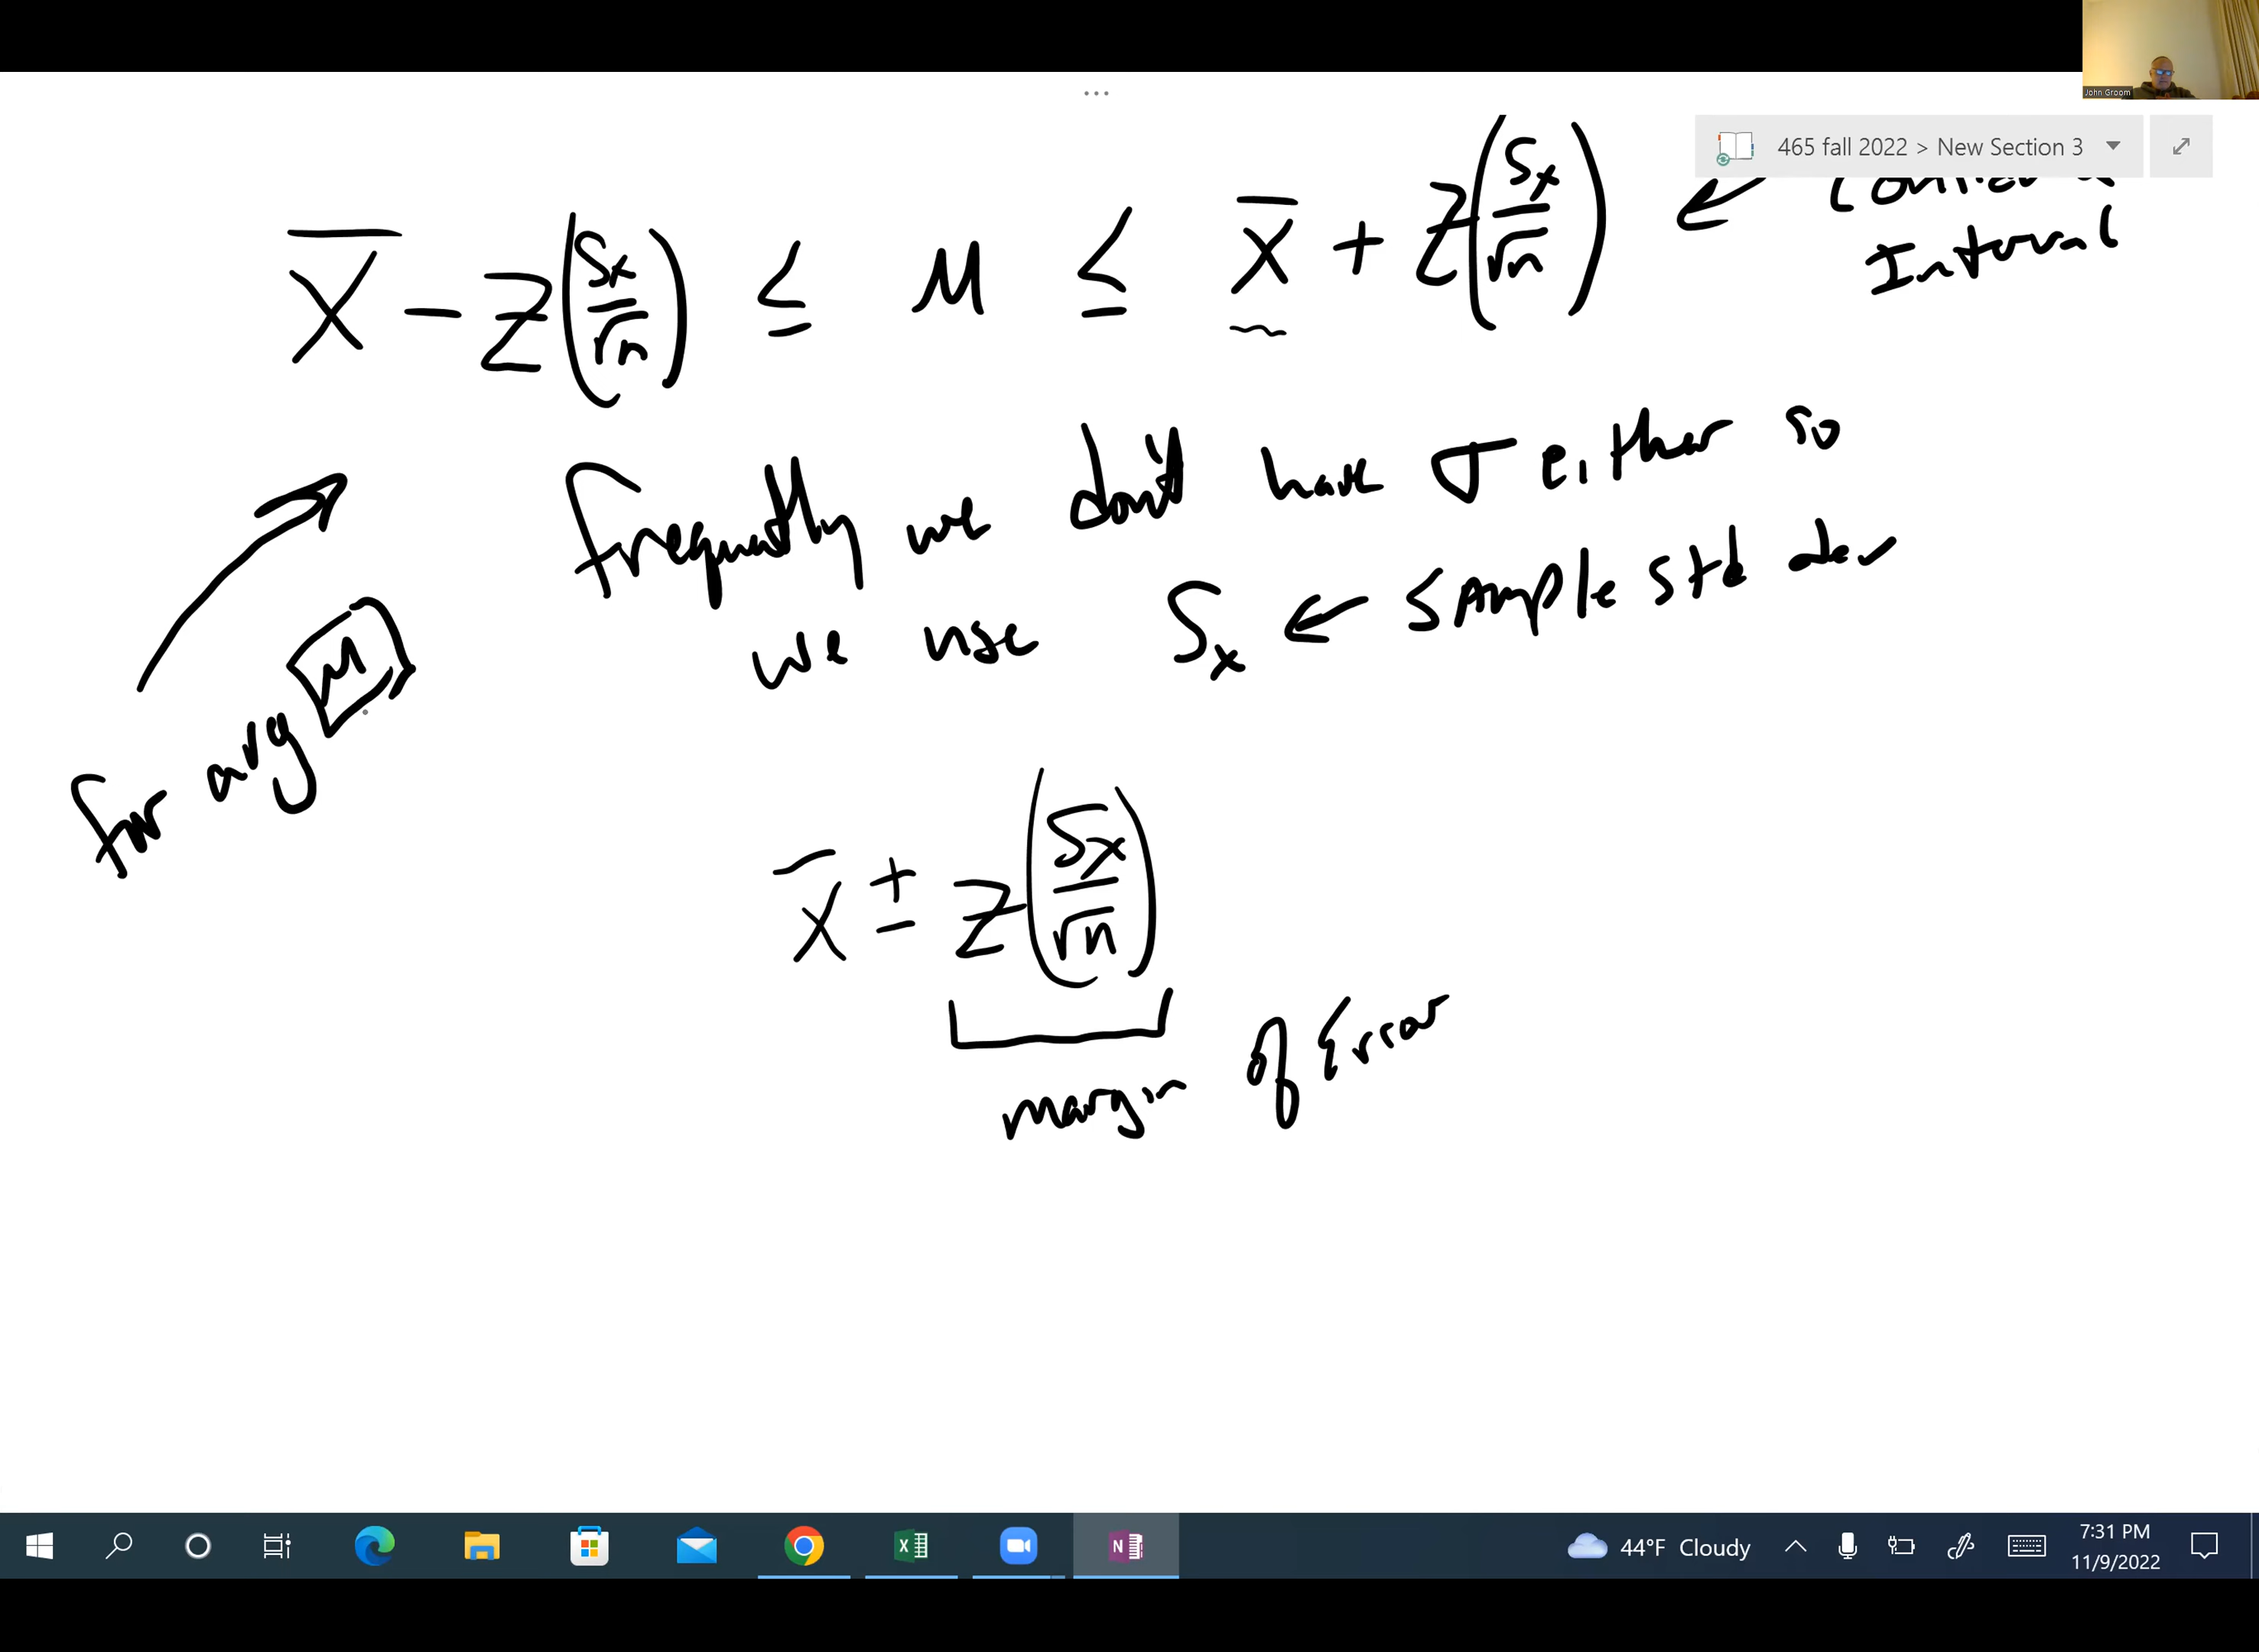 John Groom
465 fall 2022 > New Section 3
X̄ - Z(Sx/√n) ≤ μ ≤ X̄ + Z(Sx/√n) ←
Interval
Frequently we don't have σ either so
we use Sx ← sample std dev
for avg μ
X̄ ± Z(Sx/√n)
margin of Error
44°F Cloudy
7:31 PM
11/9/2022